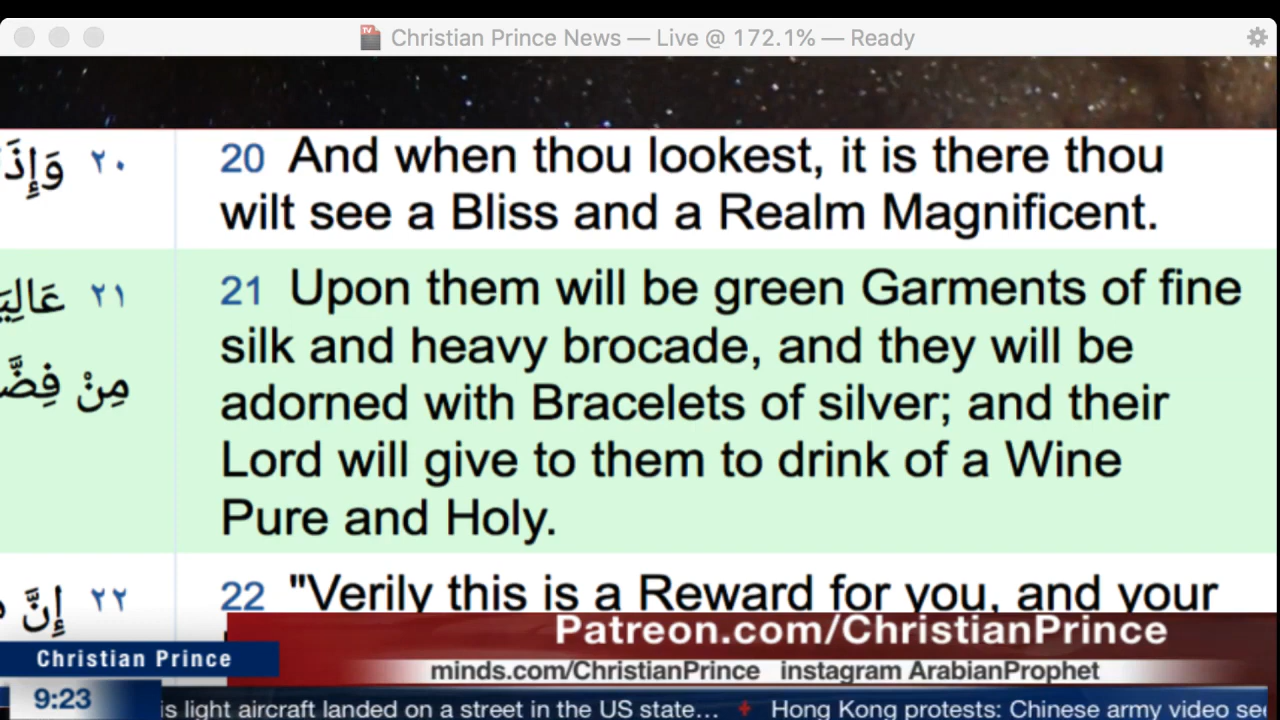 Christian Prince News — Live @ 172.1% — Ready
٢٠
20 And when thou lookest, it is there thou
wilt see a Bliss and a Realm Magnificent.
٢١
مِنْ
21 Upon them will be green Garments of fine
silk and heavy brocade, and they will be
adorned with Bracelets of silver; and their
Lord will give to them to drink of a Wine
Pure and Holy.
٢٢ إِنَّ
22 "Verily this is a Reward for you, and your
Patreon.com/ChristianPrince
Christian Prince
minds.com/ChristianPrince instagram ArabianProphet
9:23
is light aircraft landed on a street in the US state... Hong Kong protests: Chinese army video